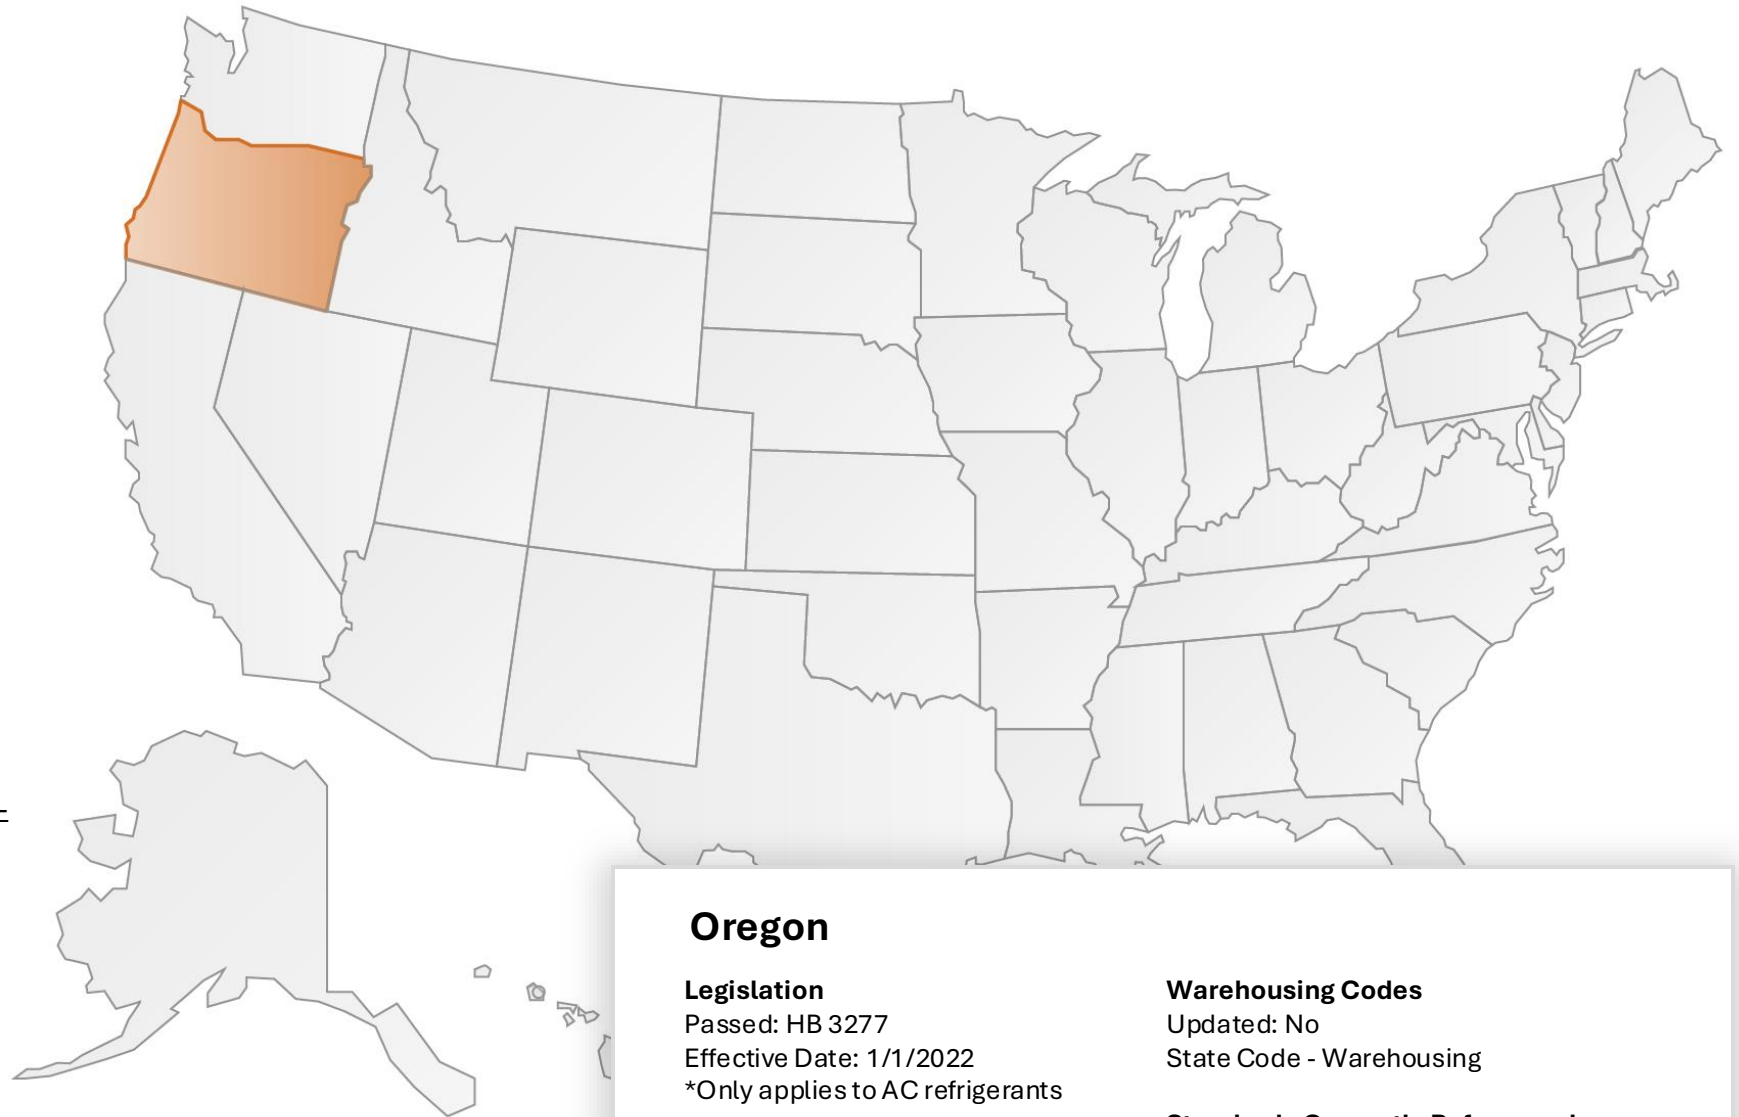 Oregon
Legislation
Passed: HB 3277
Effective Date: 1/1/2022
*Only applies to AC refrigerants
Warehousing Codes
Updated: No
State Code - Warehousing